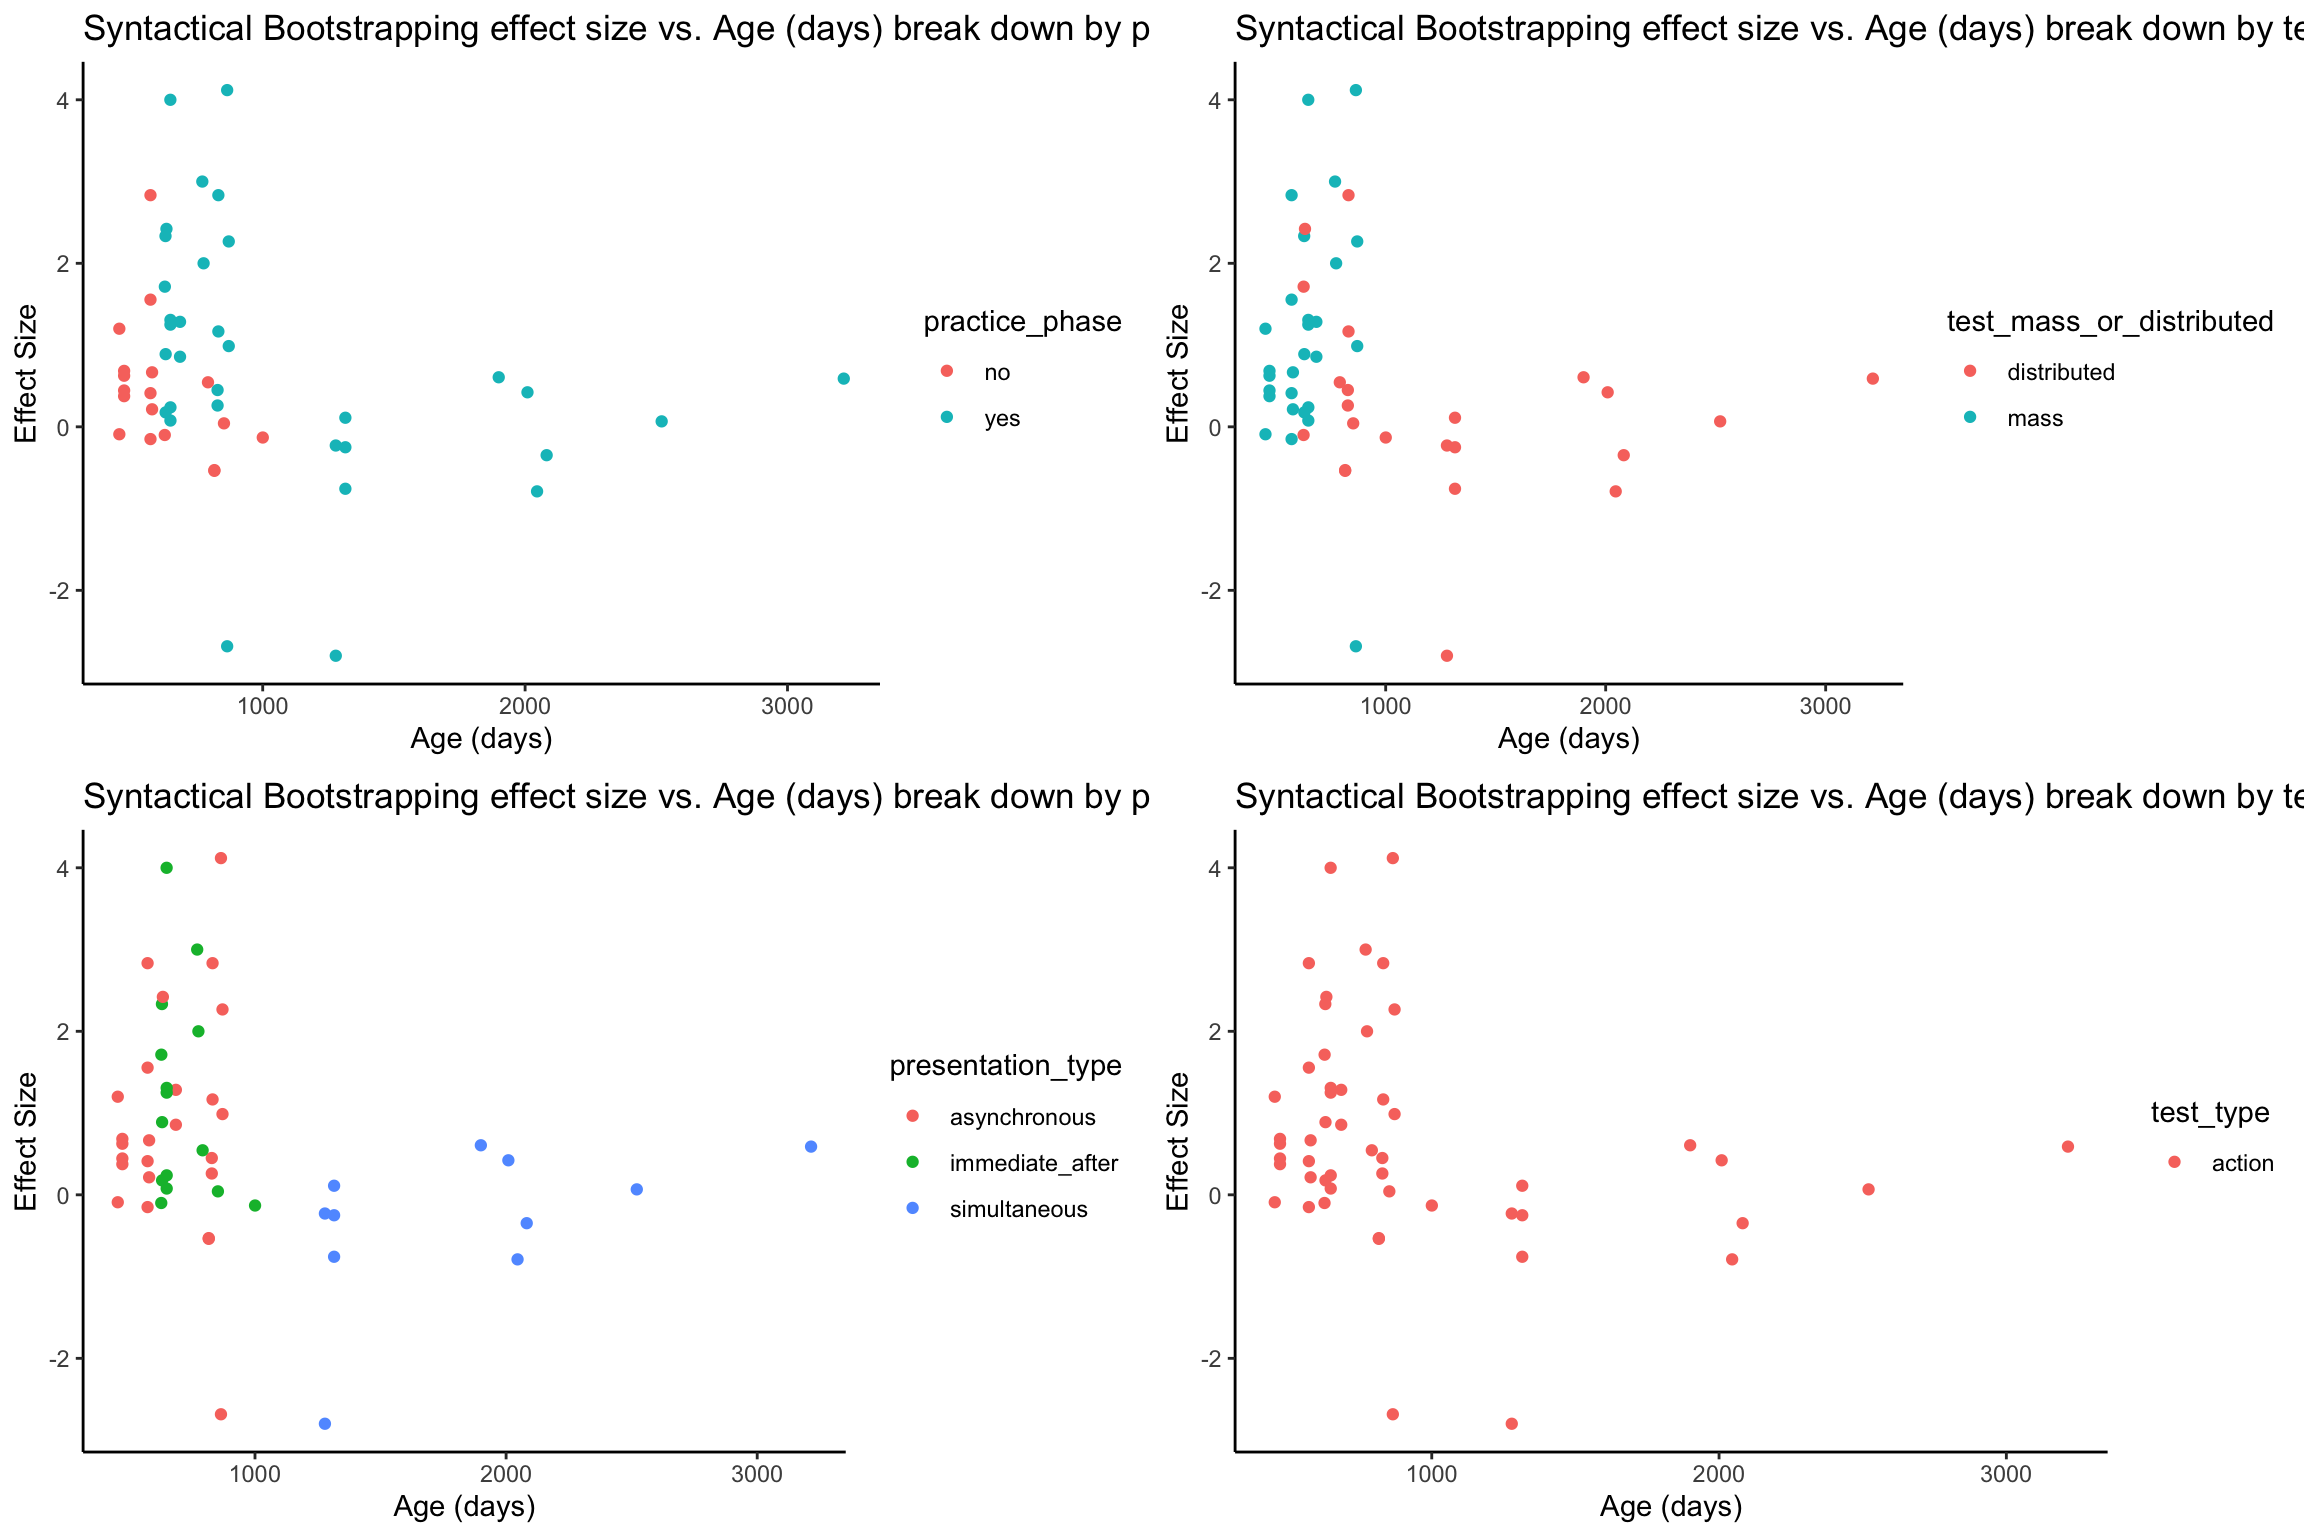 Syntactical Bootstrapping effect size vs. Age (days) break down by p
4
2
0
-2
Effect Size
1000 2000 3000
Age (days)
practice_phase
no
yes
Syntactical Bootstrapping effect size vs. Age (days) break down by te
4
2
0
-2
Effect Size
1000 2000 3000
Age (days)
test_mass_or_distributed
distributed
mass
Syntactical Bootstrapping effect size vs. Age (days) break down by p
4
2
0
-2
Effect Size
1000 2000 3000
Age (days)
presentation_type
asynchronous
immediate_after
simultaneous
Syntactical Bootstrapping effect size vs. Age (days) break down by te
4
2
0
-2
Effect Size
1000 2000 3000
Age (days)
test_type
action